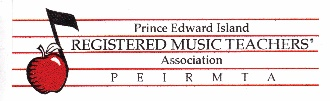 Prince Edward Island
REGISTERED MUSIC TEACHERS'
Association
P E I R M T A